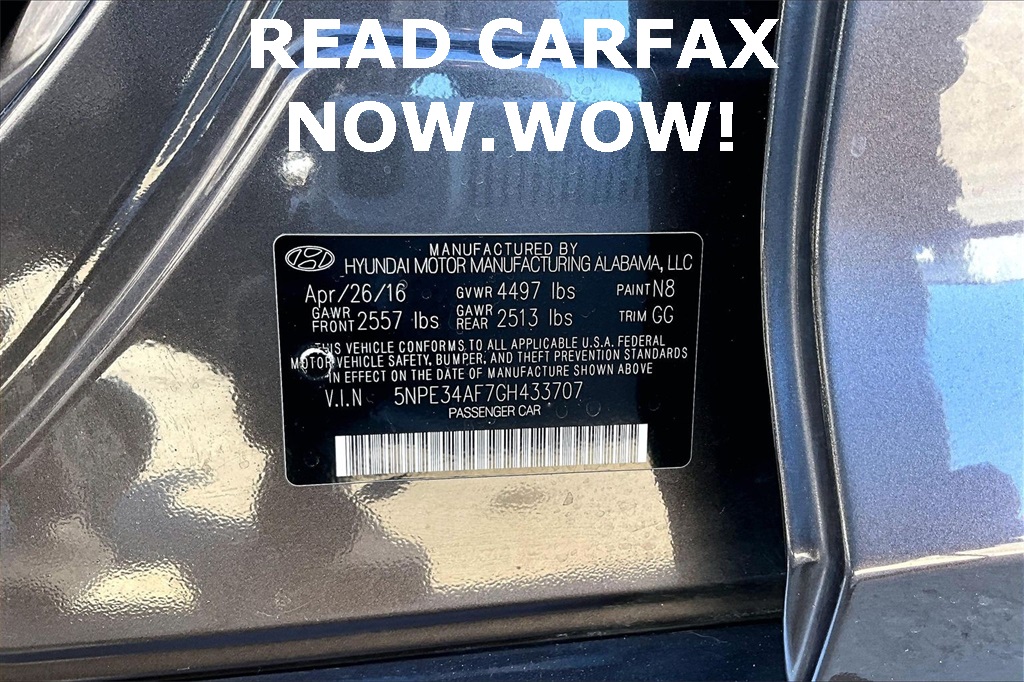 READ CARFAX
NOW.WOW!
MANUFACTURED BY
HYUNDAI MOTOR MANUFACTURING ALABAMA, LLC
Apr/26/16 GVWR 4497 lbs PAINT N8
GAWR FRONT 2557 lbs GAWR REAR 2513 lbs TRIM GG
THIS VEHICLE CONFORMS TO ALL APPLICABLE U.S.A. FEDERAL
MOTOR VEHICLE SAFETY, BUMPER, AND THEFT PREVENTION STANDARDS
IN EFFECT ON THE DATE OF MANUFACTURE SHOWN ABOVE
V.I.N 5NPE34AF7GH433707
PASSENGER CAR